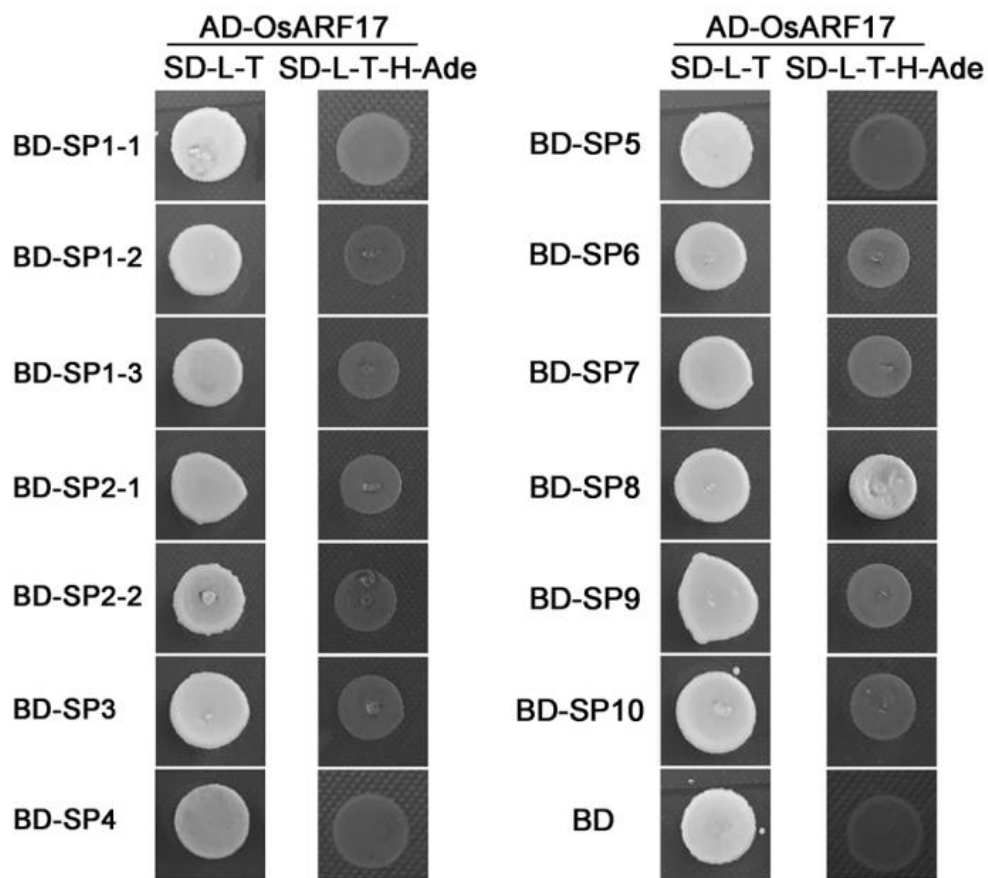 AD-OsARF17
SD-L-T SD-L-T-H-Ade
BD-SP1-1
BD-SP1-2
BD-SP1-3
BD-SP2-1
BD-SP2-2
BD-SP3
BD-SP4
AD-OsARF17
SD-L-T SD-L-T-H-Ade
BD-SP5
BD-SP6
BD-SP7
BD-SP8
BD-SP9
BD-SP10
BD